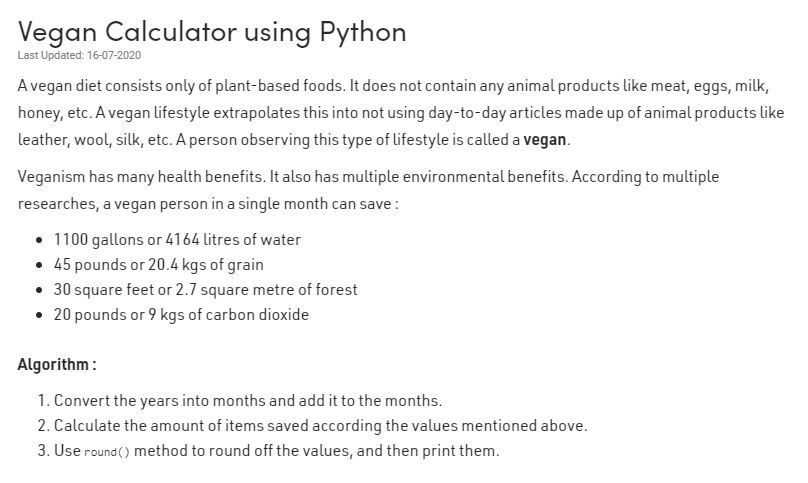 Vegan Calculator using Python
Last Updated: 16-07-2020
A vegan diet consists only of plant-based foods. It does not contain any animal products like meat, eggs, milk,
honey, etc. A vegan lifestyle extrapolates this into not using day-to-day articles made up of animal products like
leather, wool, silk, etc. A person observing this type of lifestyle is called a vegan.
Veganism has many health benefits. It also has multiple environmental benefits. According to multiple
researches, a vegan person in a single month can save :
• 1100 gallons or 4164 litres of water
• 45 pounds or 20.4 kgs of grain
• 30 square feet or 2.7 square metre of forest
• 20 pounds or 9 kgs of carbon dioxide
Algorithm :
1. Convert the years into months and add it to the months.
2. Calculate the amount of items saved according the values mentioned above.
3. Use round() method to round off the values, and then print them.